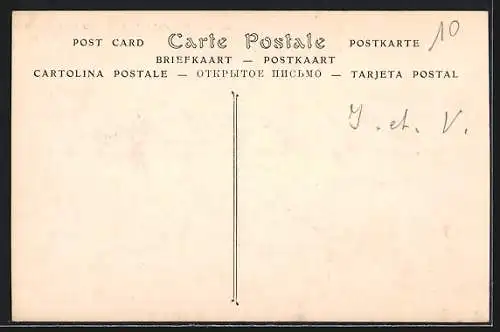 POST CARD Carte Postale POSTKARTE 10
BRIEFKAART — POSTKAART
CARTOLINA POSTALE — ОТКРЫТОЕ ПИСЬМО — TARJETA POSTAL
J. et. V.